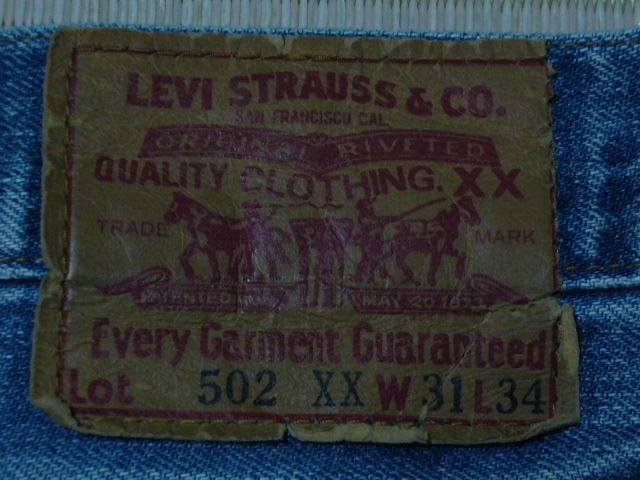 LEVI STRAUSS & CO.
SAN FRANCISCO CAL
ORIGINAL RIVETED
QUALITY CLOTHING. XX
TRADE MARK
PATENTED MAY 20 1873
Every Garment Guaranteed
Lot 502 XX W 31 L 34